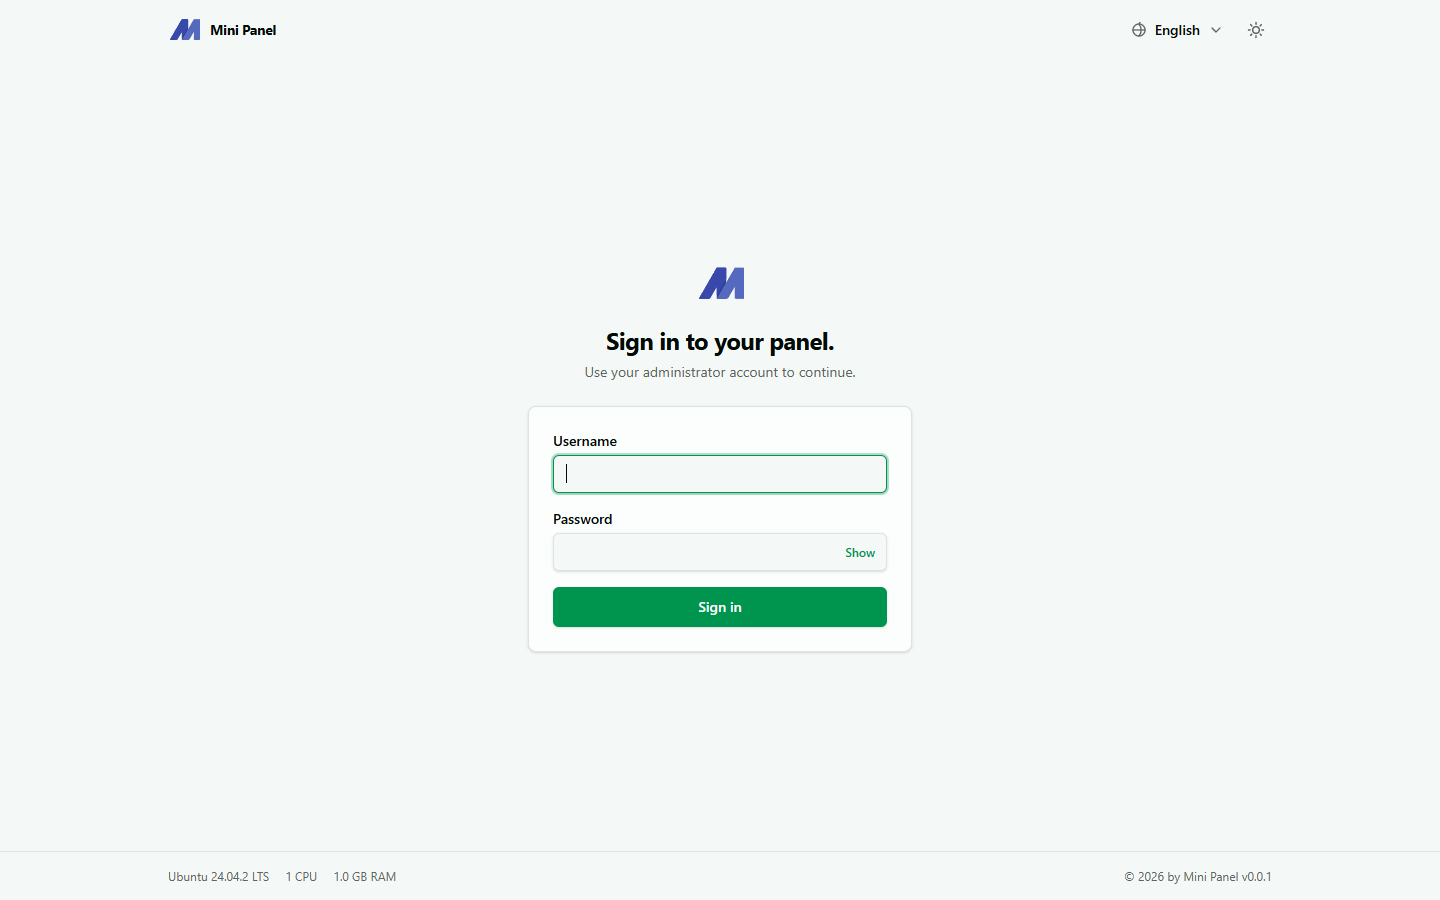 Mini Panel
English
Sign in to your panel.
Use your administrator account to continue.
Username
Password
Show
Sign in
Ubuntu 24.04.2 LTS 1 CPU 1.0 GB RAM
© 2026 by Mini Panel v0.0.1